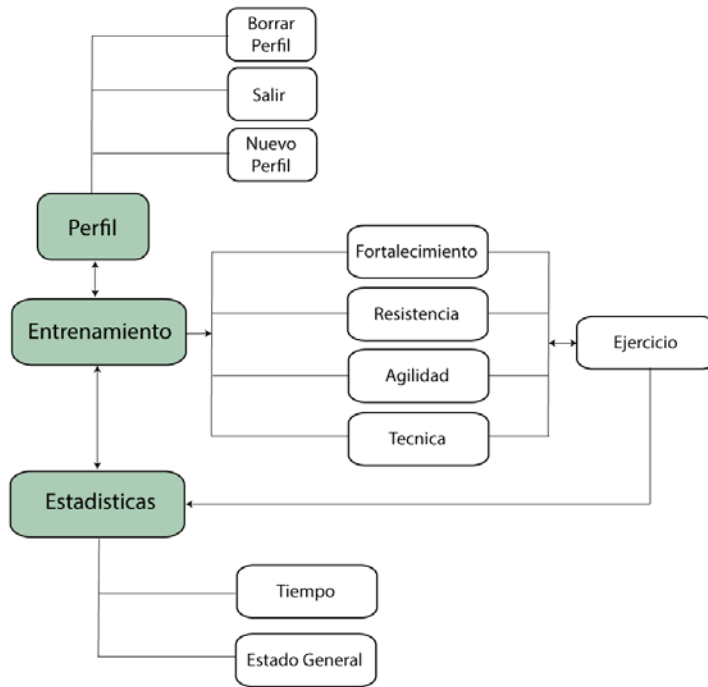 Borrar
Perfil
Salir
Nuevo
Perfil
Perfil
Fortalecimiento
Entrenamiento
Resistencia
Ejercicio
Agilidad
Tecnica
Estadisticas
Tiempo
Estado General